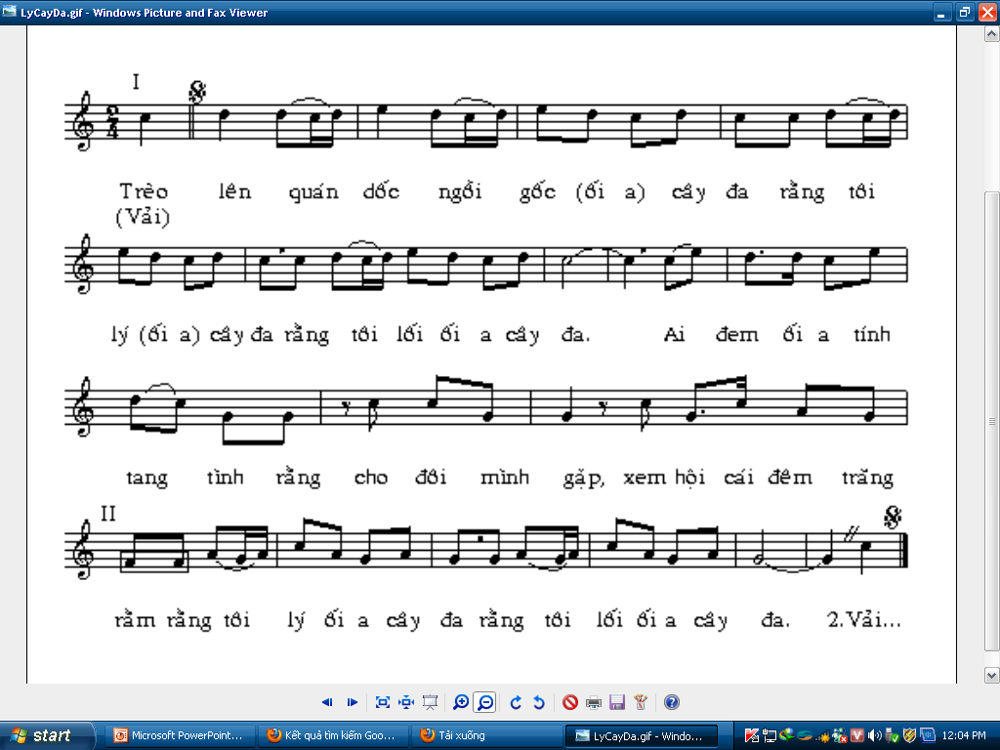 LyCayDa.gif - Windows Picture and Fax Viewer
I
2
4
Trèo lên quán dốc ngồi gốc (ối a) cây đa rằng tôi
(Vải)
lý (ối a) cây đa rằng tôi lối ối a cây đa. Ai đem ối a tính
tang tình rằng cho đôi mình gặp, xem hội cái đêm trăng
II
rằm rằng tôi lý ối a cây đa rằng tôi lối ối a cây đa. 2.Vải...
start
Microsoft PowerPoint...
Kết quả tìm kiếm Goo...
Tải xuống
LyCayDa.gif - Windo...
12:04 PM